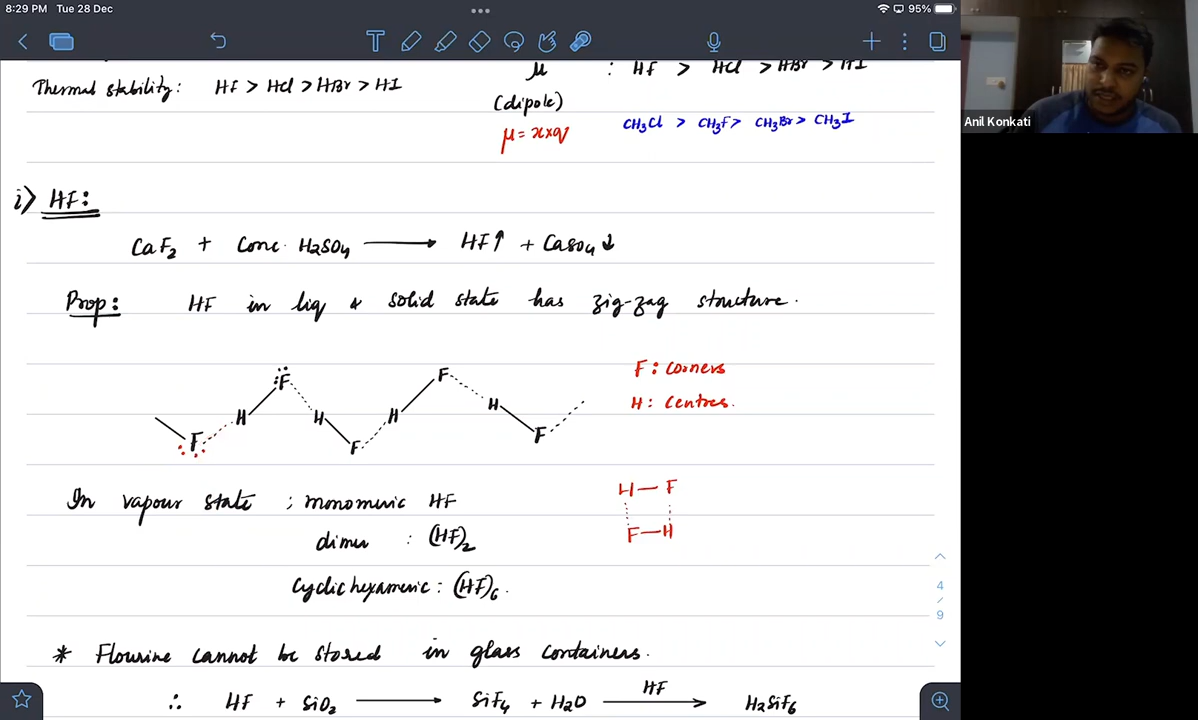 8:29 PM Tue 28 Dec
95%
Thermal stability: HF > HCl > HBr > HI
μ : HF > HCl > HBr > HI
(dipole)
μ = x×q
CH3Cl > CH3F > CH3Br > CH3I
Anil Konkati
i) HF:
CaF2 + Conc. H2SO4 ⟶ HF↑ + CaSO4↓
Prop: HF in liq & solid state has zig-zag structure.
F: corners
H: centres.
F F
H H H H
F F F
In vapour state ; monomeric HF
dimer : (HF)2
cyclic hexameric : (HF)6.
H — F
F — H
4
/
9
* Flourine cannot be stored in glass containers.
∴ HF + SiO2 ⟶ SiF4 + H2O ⟶ H2SiF6
HF